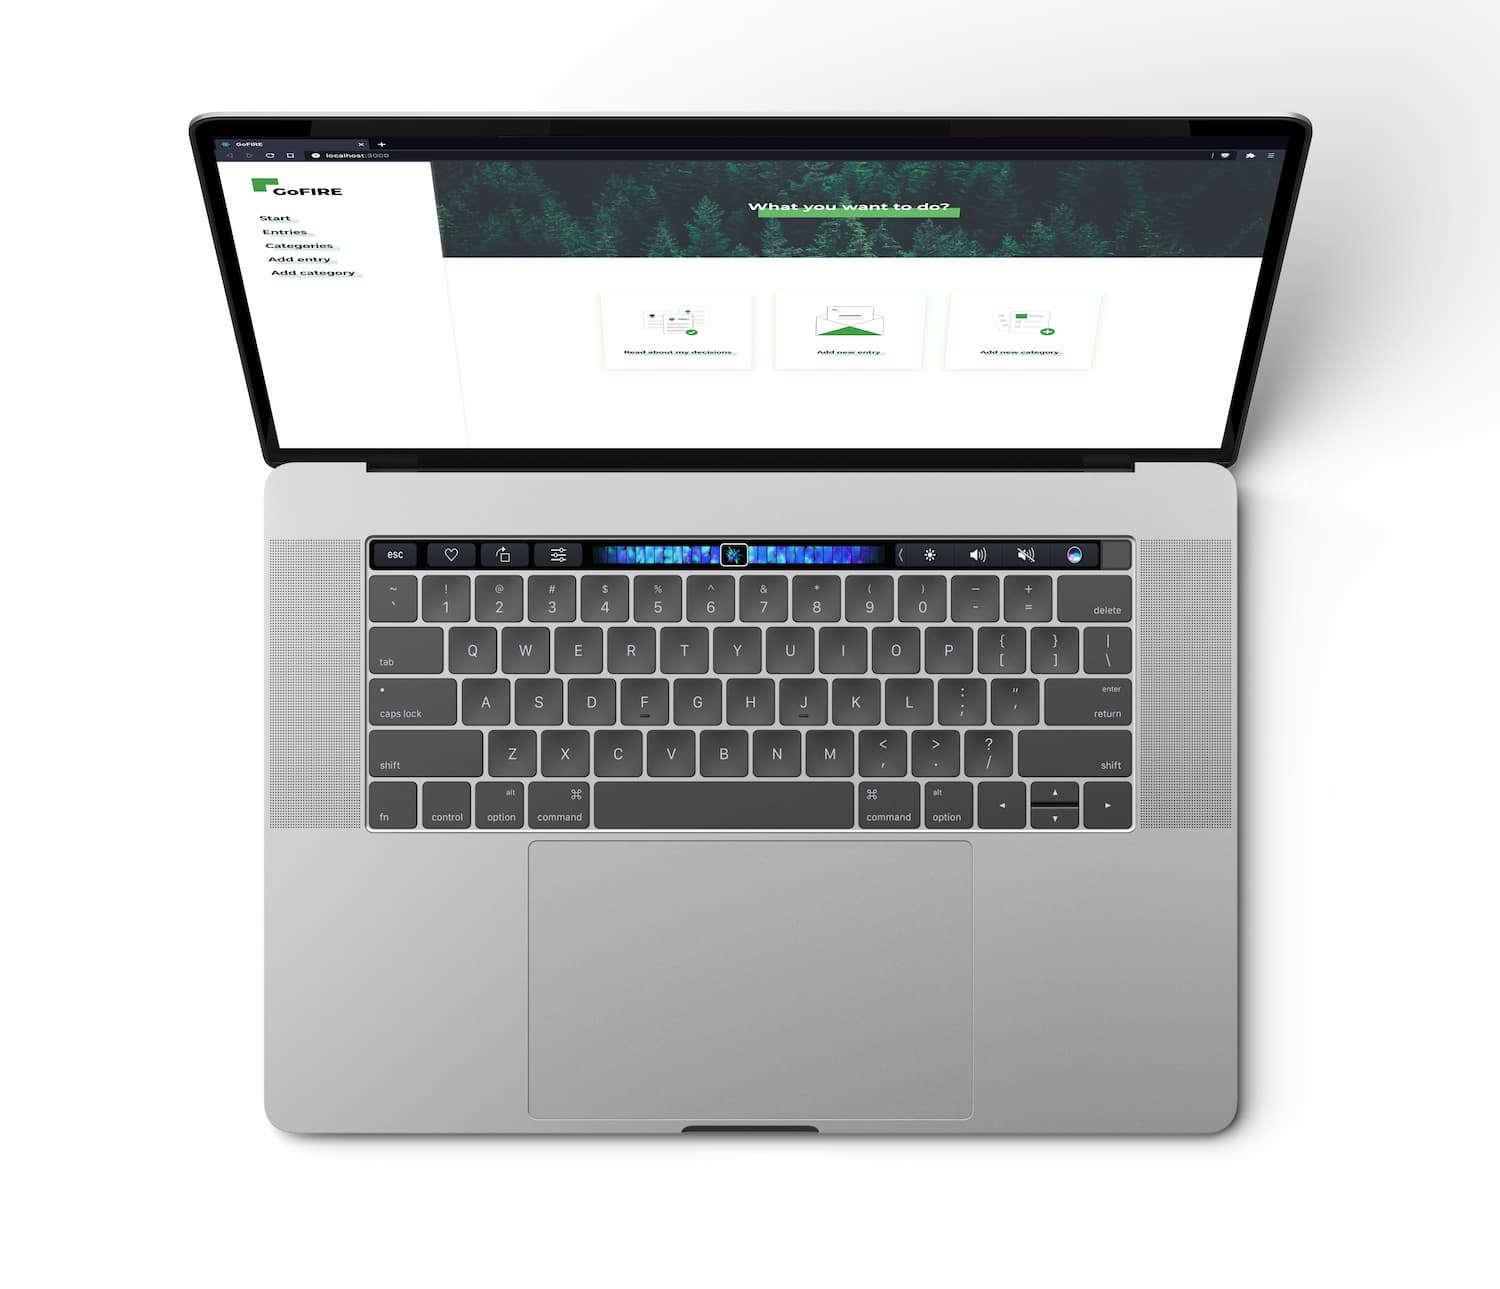 GoFIRE
localhost:3000
GoFIRE
Start
Entries
Categories
Add entry
Add category
What you want to do?
Read about my decisions
Add new entry
Add new category
esc
~ ! @ # $ % ^ & * ( ) — +
` 1 2 3 4 5 6 7 8 9 0 - = delete
tab Q W E R T Y U I O P { [ } ] | \
caps lock A S D F G H J K L : ; " ' enter return
shift Z X C V B N M < , > . ? / shift
fn control alt option ⌘ command ⌘ command alt option ◂ ▴ ▾ ▸